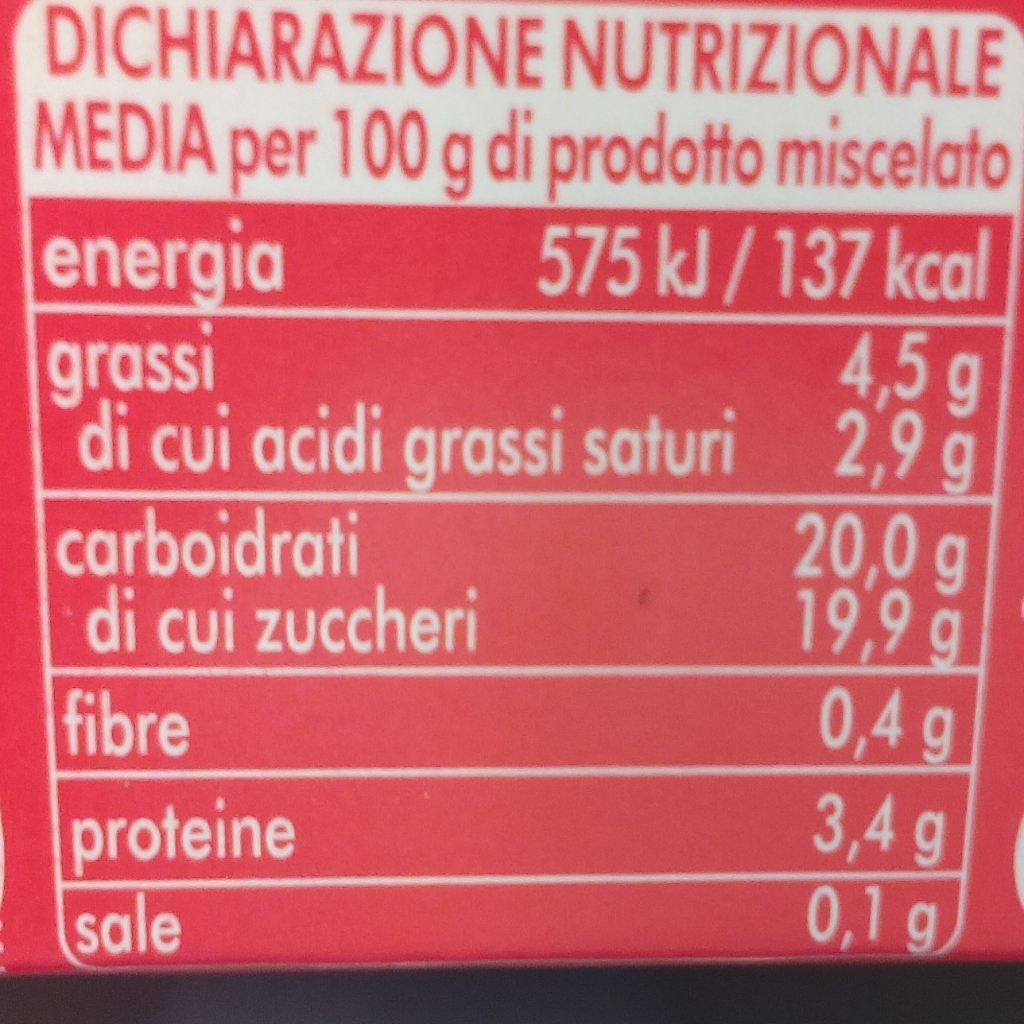 DICHIARAZIONE NUTRIZIONALE
MEDIA per 100 g di prodotto miscelato
energia 575 kJ / 137 kcal
grassi 4,5 g
di cui acidi grassi saturi 2,9 g
carboidrati 20,0 g
di cui zuccheri 19,9 g
fibre 0,4 g
proteine 3,4 g
sale 0,1 g